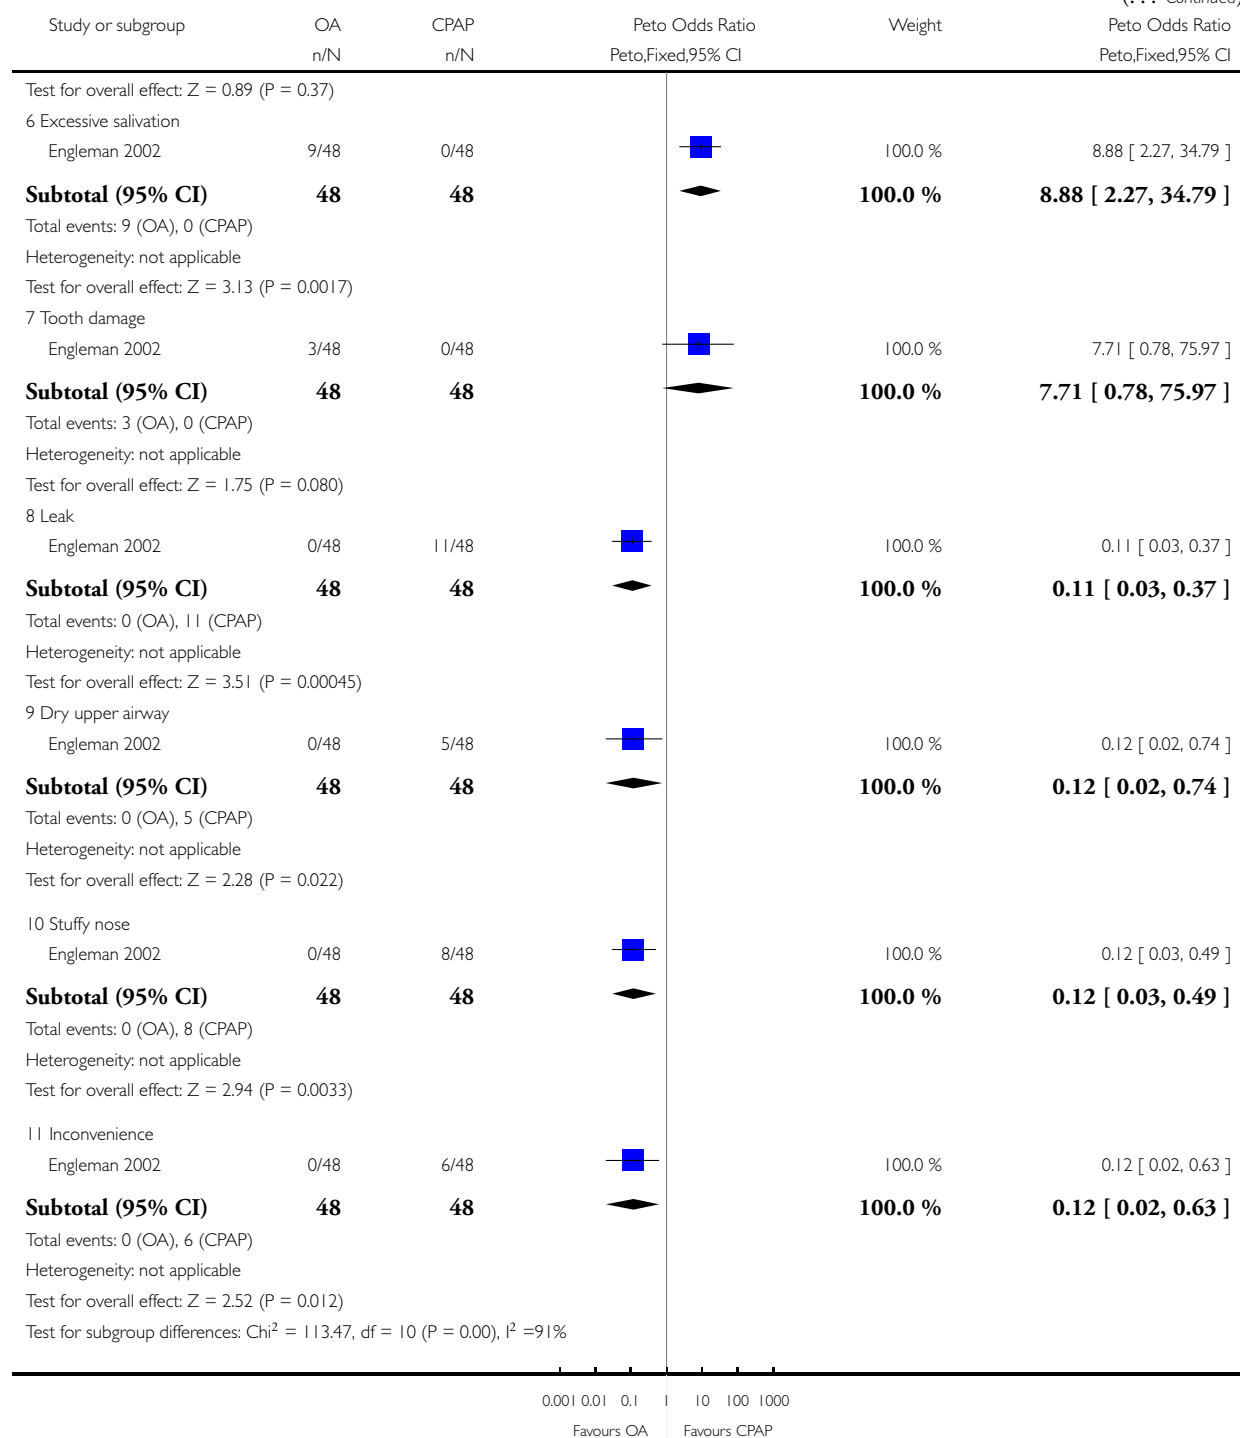 (... Continued)
Study or subgroup OA CPAP Peto Odds Ratio Weight Peto Odds Ratio
n/N n/N Peto,Fixed,95% CI Peto,Fixed,95% CI
Test for overall effect: Z = 0.89 (P = 0.37)
6 Excessive salivation
Engleman 2002 9/48 0/48 100.0 % 8.88 [ 2.27, 34.79 ]
Subtotal (95% CI) 48 48 100.0 % 8.88 [ 2.27, 34.79 ]
Total events: 9 (OA), 0 (CPAP)
Heterogeneity: not applicable
Test for overall effect: Z = 3.13 (P = 0.0017)
7 Tooth damage
Engleman 2002 3/48 0/48 100.0 % 7.71 [ 0.78, 75.97 ]
Subtotal (95% CI) 48 48 100.0 % 7.71 [ 0.78, 75.97 ]
Total events: 3 (OA), 0 (CPAP)
Heterogeneity: not applicable
Test for overall effect: Z = 1.75 (P = 0.080)
8 Leak
Engleman 2002 0/48 11/48 100.0 % 0.11 [ 0.03, 0.37 ]
Subtotal (95% CI) 48 48 100.0 % 0.11 [ 0.03, 0.37 ]
Total events: 0 (OA), 11 (CPAP)
Heterogeneity: not applicable
Test for overall effect: Z = 3.51 (P = 0.00045)
9 Dry upper airway
Engleman 2002 0/48 5/48 100.0 % 0.12 [ 0.02, 0.74 ]
Subtotal (95% CI) 48 48 100.0 % 0.12 [ 0.02, 0.74 ]
Total events: 0 (OA), 5 (CPAP)
Heterogeneity: not applicable
Test for overall effect: Z = 2.28 (P = 0.022)
10 Stuffy nose
Engleman 2002 0/48 8/48 100.0 % 0.12 [ 0.03, 0.49 ]
Subtotal (95% CI) 48 48 100.0 % 0.12 [ 0.03, 0.49 ]
Total events: 0 (OA), 8 (CPAP)
Heterogeneity: not applicable
Test for overall effect: Z = 2.94 (P = 0.0033)
11 Inconvenience
Engleman 2002 0/48 6/48 100.0 % 0.12 [ 0.02, 0.63 ]
Subtotal (95% CI) 48 48 100.0 % 0.12 [ 0.02, 0.63 ]
Total events: 0 (OA), 6 (CPAP)
Heterogeneity: not applicable
Test for overall effect: Z = 2.52 (P = 0.012)
Test for subgroup differences: Chi² = 113.47, df = 10 (P = 0.00), I² =91%
0.001 0.01 0.1 1 10 100 1000
Favours OA Favours CPAP